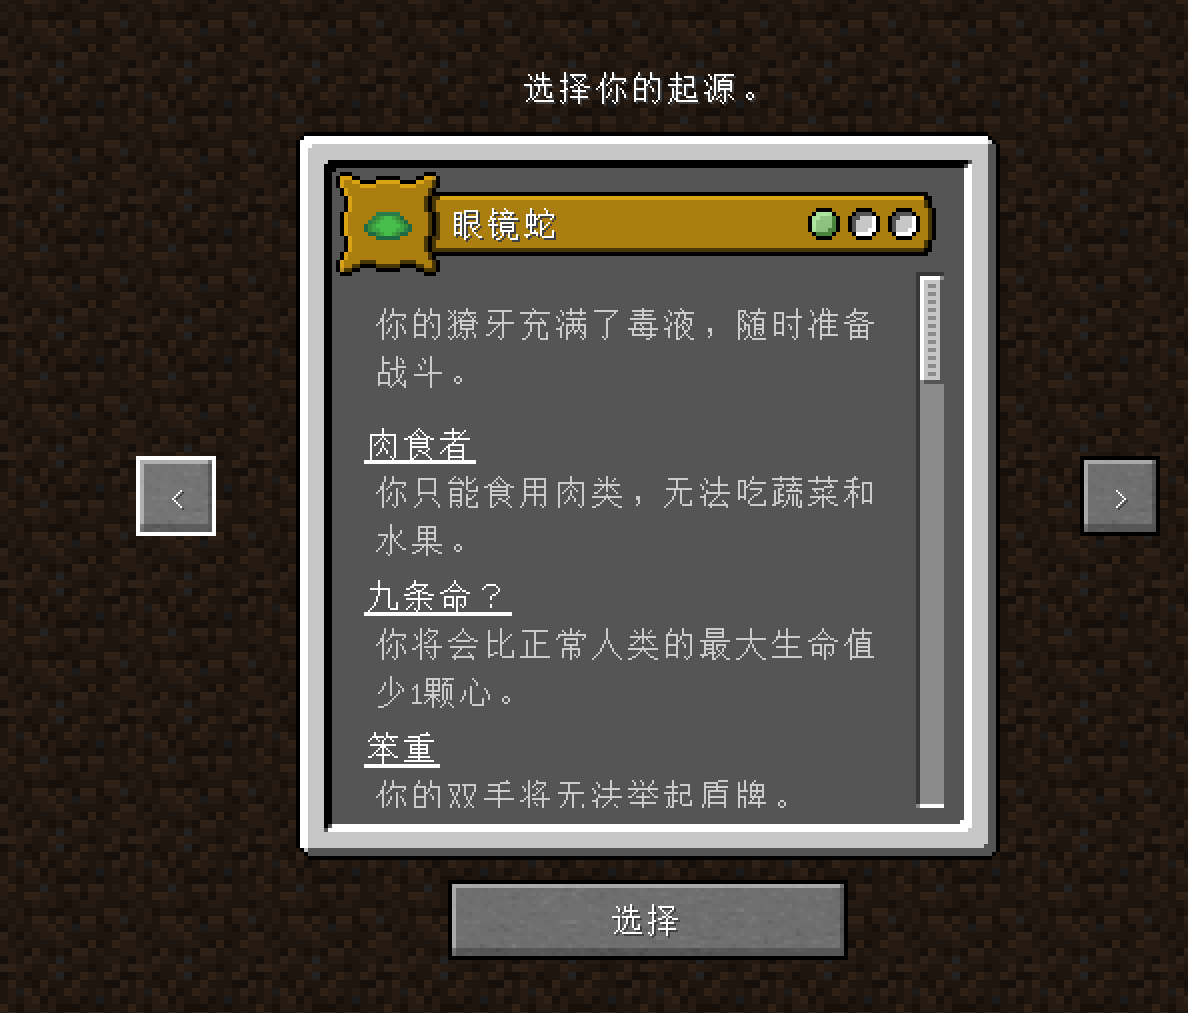 选择你的起源。
眼镜蛇
你的獠牙充满了毒液，随时准备
战斗。
肉食者
你只能食用肉类，无法吃蔬菜和
水果。
九条命？
你将会比正常人类的最大生命值
少1颗心。
笨重
你的双手将无法举起盾牌。
<
>
选择